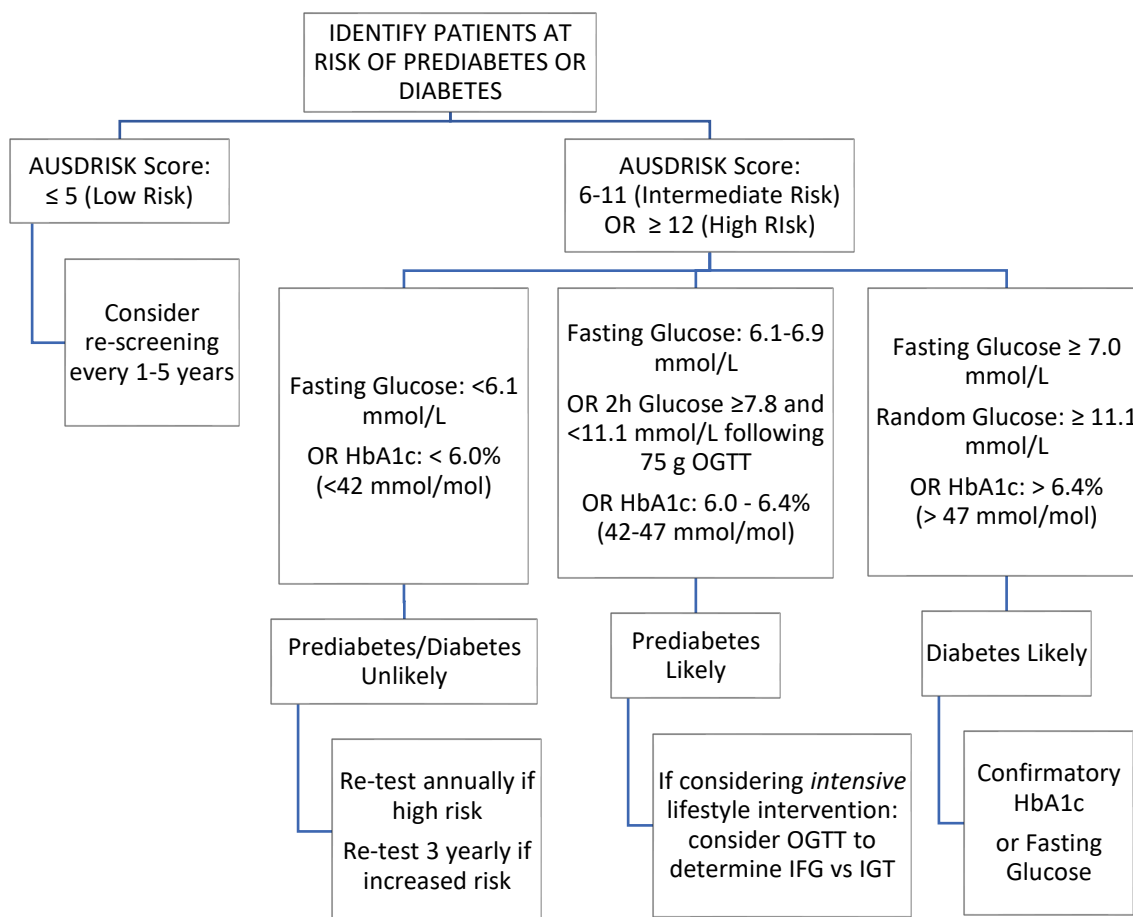 IDENTIFY PATIENTS AT
RISK OF PREDIABETES OR
DIABETES
AUSDRISK Score:
≤ 5 (Low Risk)
Consider
re-screening
every 1-5 years
AUSDRISK Score:
6-11 (Intermediate Risk)
OR ≥ 12 (High RIsk)
Fasting Glucose: <6.1
mmol/L
OR HbA1c: < 6.0%
(<42 mmol/mol)
Prediabetes/Diabetes
Unlikely
Re-test annually if
high risk
Re-test 3 yearly if
increased risk
Fasting Glucose: 6.1-6.9
mmol/L
OR 2h Glucose ≥7.8 and
<11.1 mmol/L following
75 g OGTT
OR HbA1c: 6.0 - 6.4%
(42-47 mmol/mol)
Prediabetes
Likely
If considering intensive
lifestyle intervention:
consider OGTT to
determine IFG vs IGT
Fasting Glucose ≥ 7.0
mmol/L
Random Glucose: ≥ 11.1
mmol/L
OR HbA1c: > 6.4%
(> 47 mmol/mol)
Diabetes Likely
Confirmatory
HbA1c
or Fasting
Glucose